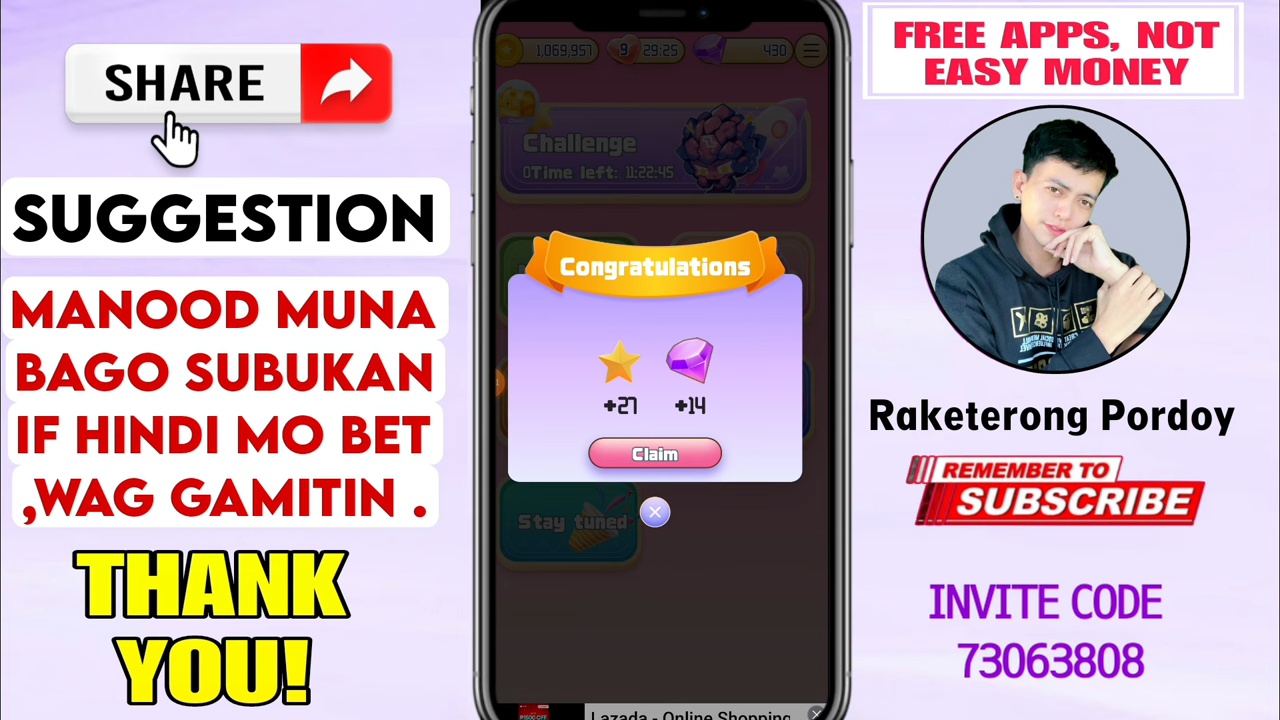 SHARE
SUGGESTION
MANOOD MUNA
BAGO SUBUKAN
IF HINDI MO BET
,WAG GAMITIN .
THANK
YOU!
1,069,957
9
29:25
430
Challenge
0Time left: 11:22:45
Congratulations
+27
+14
Claim
Stay tuned
Lazada - Online Shopping
FREE APPS, NOT
EASY MONEY
Raketerong Pordoy
REMEMBER TO
SUBSCRIBE
INVITE CODE
73063808